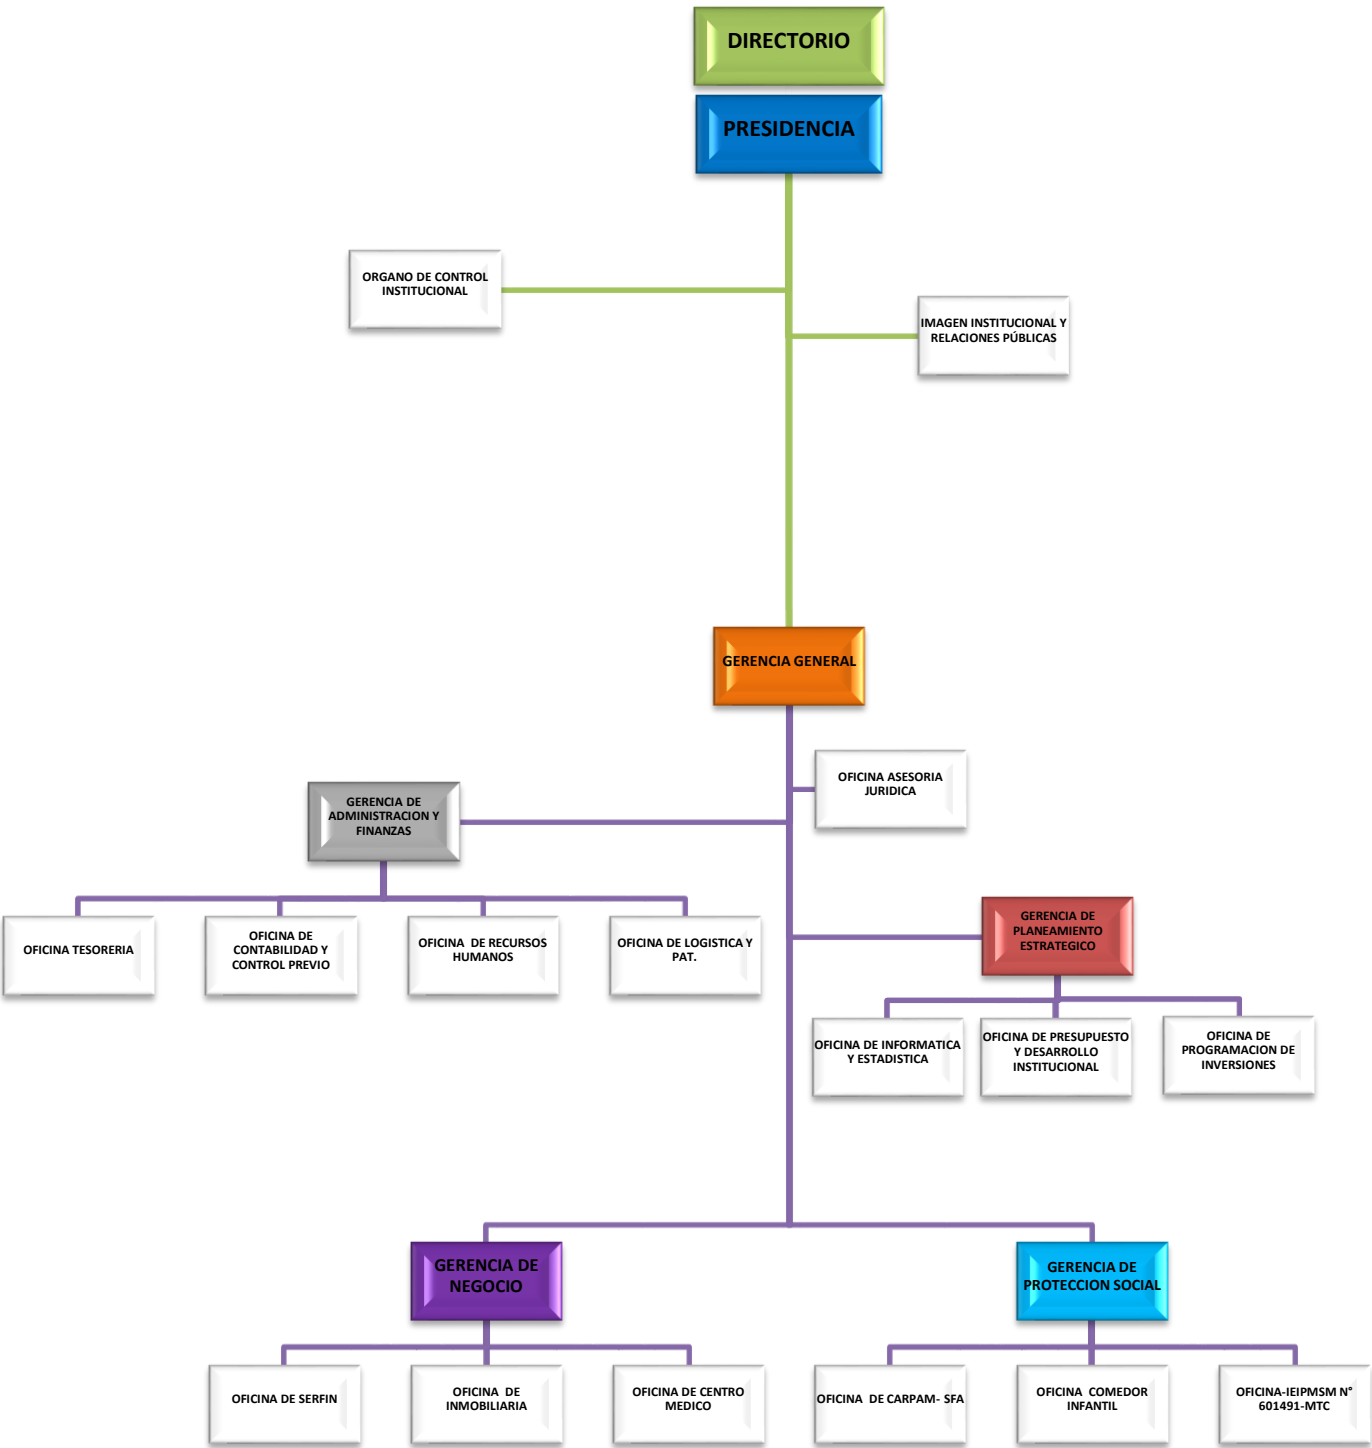 DIRECTORIO
PRESIDENCIA
ORGANO DE CONTROL
INSTITUCIONAL
IMAGEN INSTITUCIONAL Y
RELACIONES PÚBLICAS
GERENCIA GENERAL
OFICINA ASESORIA
JURIDICA
GERENCIA DE
ADMINISTRACION Y
FINANZAS
OFICINA TESORERIA
OFICINA DE
CONTABILIDAD Y
CONTROL PREVIO
OFICINA DE RECURSOS
HUMANOS
OFICINA DE LOGISTICA Y
PAT.
GERENCIA DE
PLANEAMIENTO
ESTRATEGICO
OFICINA DE INFORMATICA
Y ESTADISTICA
OFICINA DE PRESUPUESTO
Y DESARROLLO
INSTITUCIONAL
OFICINA DE
PROGRAMACION DE
INVERSIONES
GERENCIA DE
NEGOCIO
GERENCIA DE
PROTECCION SOCIAL
OFICINA DE SERFIN
OFICINA DE
INMOBILIARIA
OFICINA DE CENTRO
MEDICO
OFICINA DE CARPAM- SFA
OFICINA COMEDOR
INFANTIL
OFICINA-IEIPMSM N°
601491-MTC